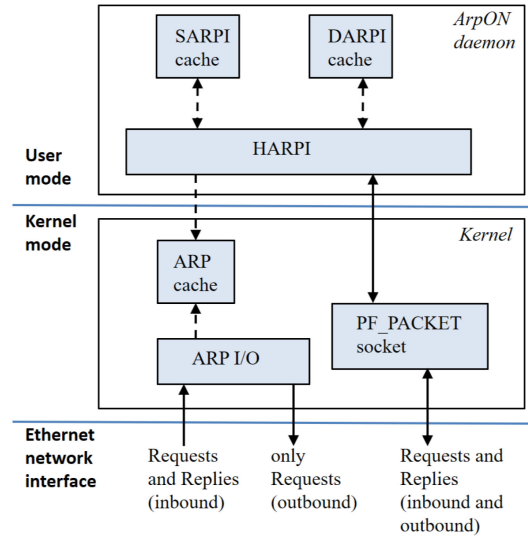 ArpON
daemon
SARPI
cache
DARPI
cache
HARPI
User
mode
Kernel
mode
Kernel
ARP
cache
PF_PACKET
socket
ARP I/O
Ethernet
network
interface
Requests
and Replies
(inbound)
only
Requests
(outbound)
Requests and
Replies
(inbound and
outbound)